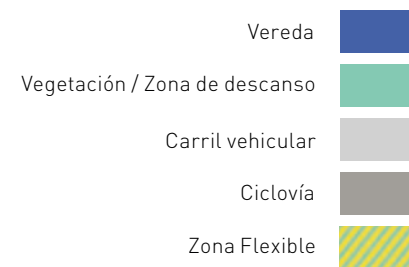 Vereda
Vegetación / Zona de descanso
Carril vehicular
Ciclovía
Zona Flexible